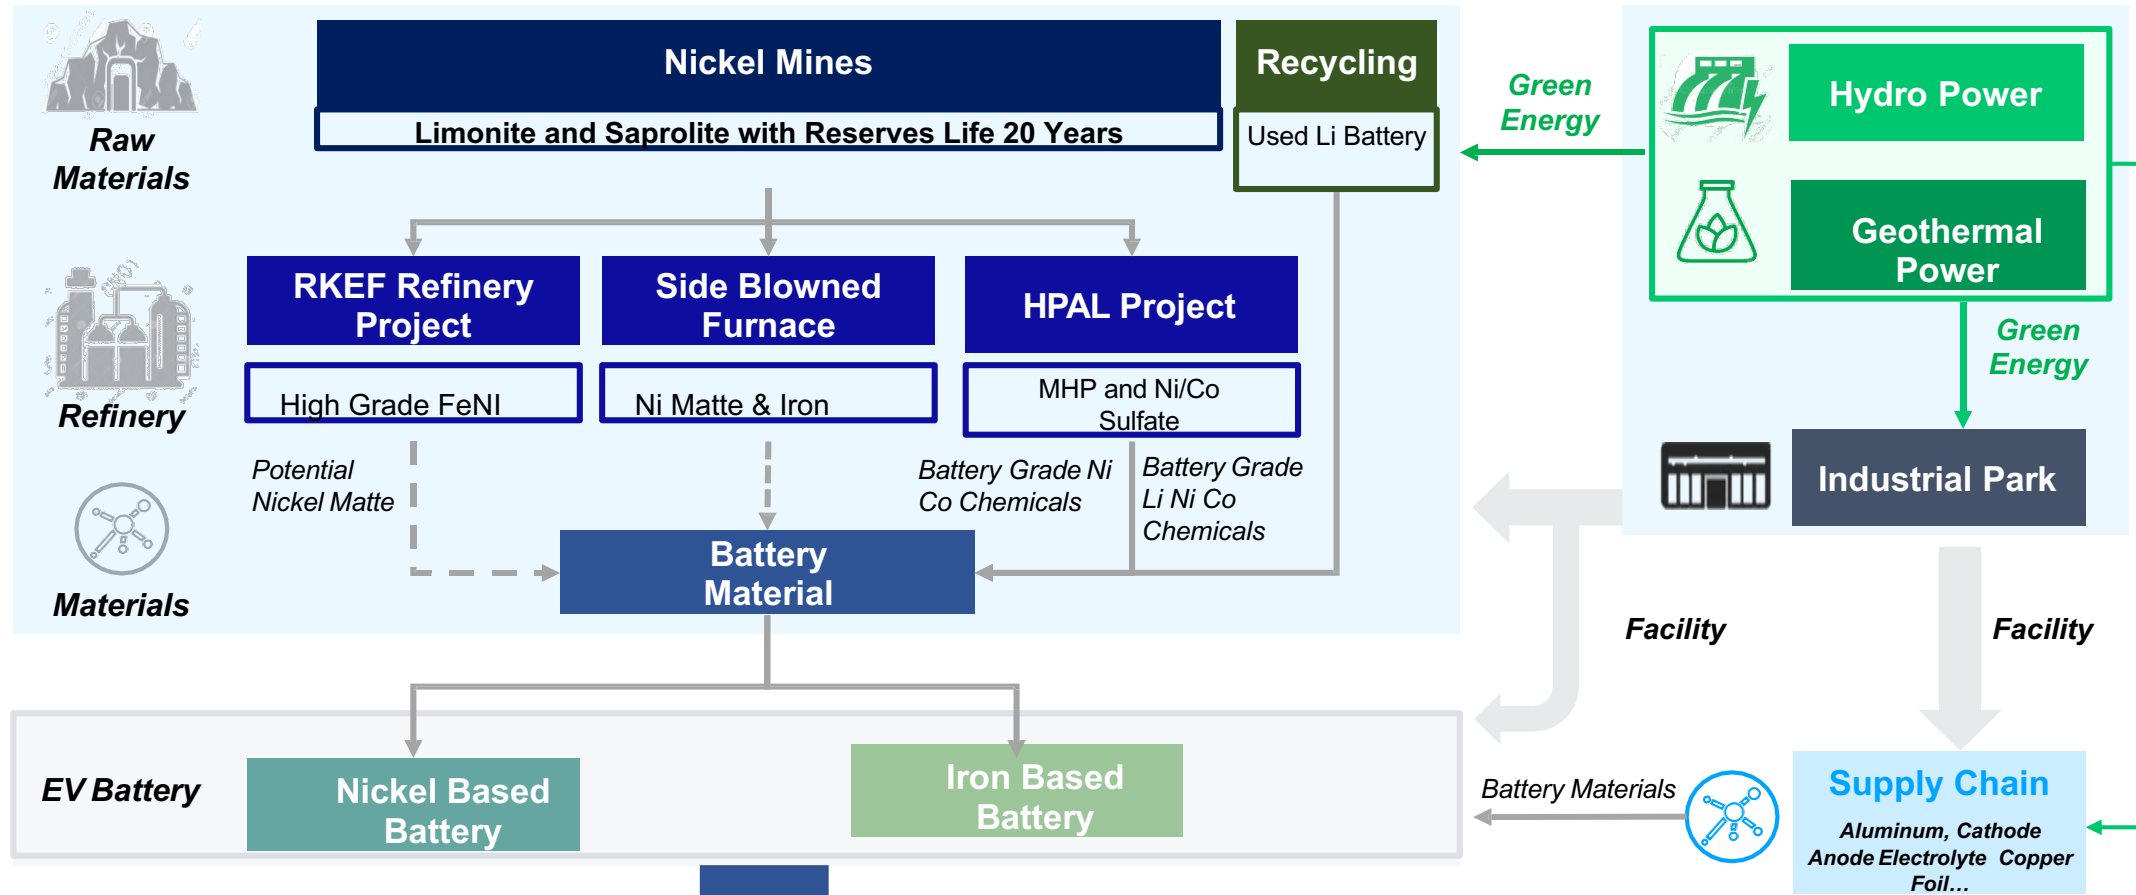 Nickel Mines
Limonite and Saprolite with Reserves Life 20 Years
Recycling
Used Li Battery
Raw
Materials
Green
Energy
Hydro Power
Geothermal
Power
RKEF Refinery
Project
High Grade FeNI
Side Blowned
Furnace
Ni Matte & Iron
HPAL Project
MHP and Ni/Co
Sulfate
Refinery
Green
Energy
Industrial Park
Potential
Nickel Matte
Battery Grade Ni
Co Chemicals
Battery Grade
Li Ni Co
Chemicals
Battery
Material
Materials
Facility
Facility
EV Battery
Nickel Based
Battery
Iron Based
Battery
Battery Materials
Supply Chain
Aluminum, Cathode
Anode Electrolyte Copper
Foil...